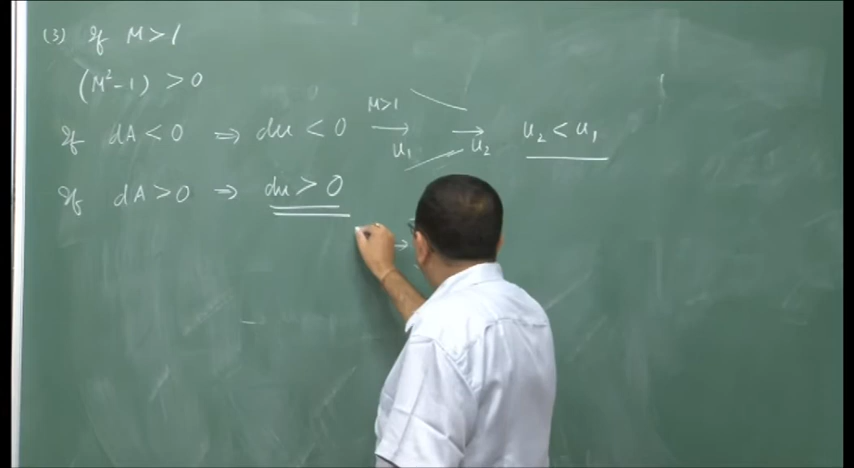 (3) If M > 1
(M² - 1) > 0
If dA < 0 ⇒ du < 0 M>1 → u₁ → u₂ u₂ < u₁
If dA > 0 ⇒ du > 0 →